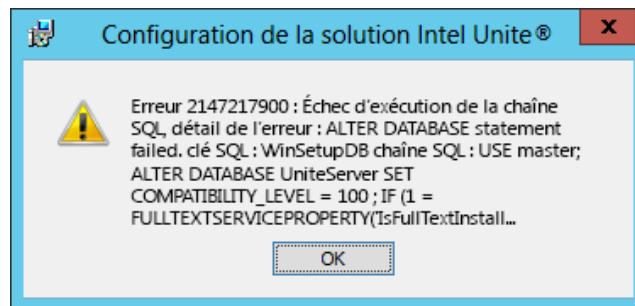 Configuration de la solution Intel Unite®
x
Erreur 2147217900 : Échec d'exécution de la chaîne
SQL, détail de l'erreur : ALTER DATABASE statement
failed. clé SQL : WinSetupDB chaîne SQL : USE master;
ALTER DATABASE UniteServer SET
COMPATIBILITY_LEVEL = 100 ; IF (1 =
FULLTEXTSERVICEPROPERTY('IsFullTextInstall...
OK